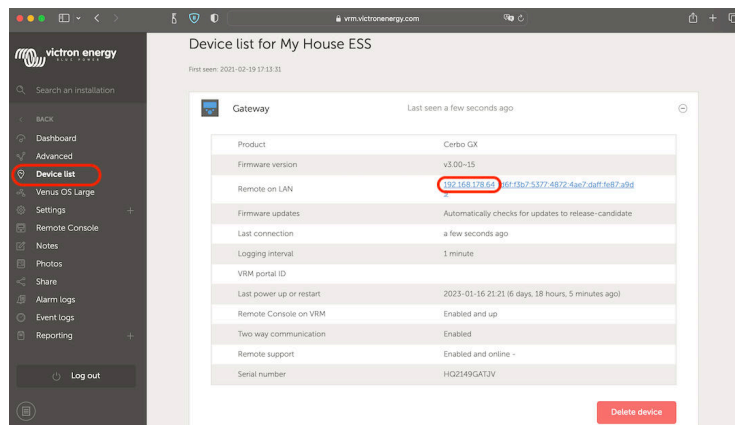 vrm.victronenergy.com
victron energy
BLUE POWER
Search an installation
BACK
Dashboard
Advanced
Device list
Venus OS Large
Settings
Remote Console
Notes
Photos
Share
Alarm logs
Event logs
Reporting
Log out
Device list for My House ESS
First seen: 2021-02-19 17:13:31
Gateway Last seen a few seconds ago
Product Cerbo GX
Firmware version v3.00~15
Remote on LAN 192.168.178.64
Firmware updates Automatically checks for updates to release-candidate
Last connection a few seconds ago
Logging interval 1 minute
VRM portal ID
Last power up or restart 2023-01-16 21:21 (6 days, 18 hours, 5 minutes ago)
Remote Console on VRM Enabled and up
Two way communication Enabled
Remote support Enabled and online -
Serial number HQ2149GATJV
Delete device